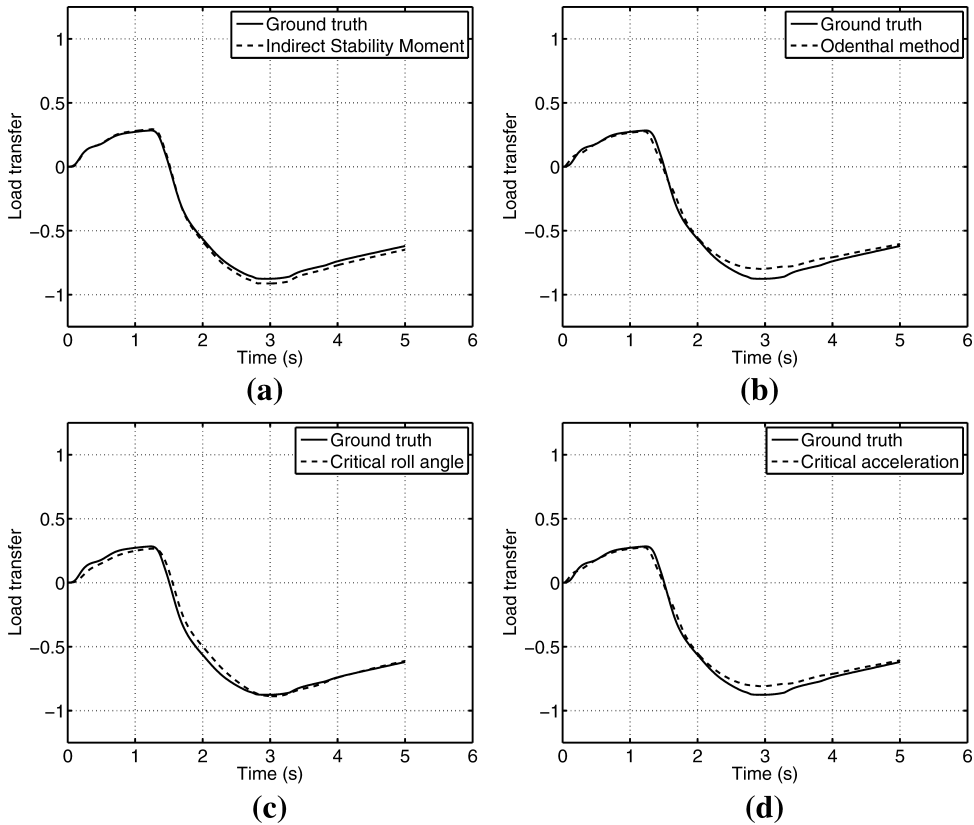 Ground truth
Indirect Stability Moment
Load transfer
1
0.5
0
−0.5
−1
0 1 2 3 4 5 6
Time (s)
(a)
Ground truth
Odenthal method
Load transfer
1
0.5
0
−0.5
−1
0 1 2 3 4 5 6
Time (s)
(b)
Ground truth
Critical roll angle
Load transfer
1
0.5
0
−0.5
−1
0 1 2 3 4 5 6
Time (s)
(c)
Ground truth
Critical acceleration
Load transfer
1
0.5
0
−0.5
−1
0 1 2 3 4 5 6
Time (s)
(d)